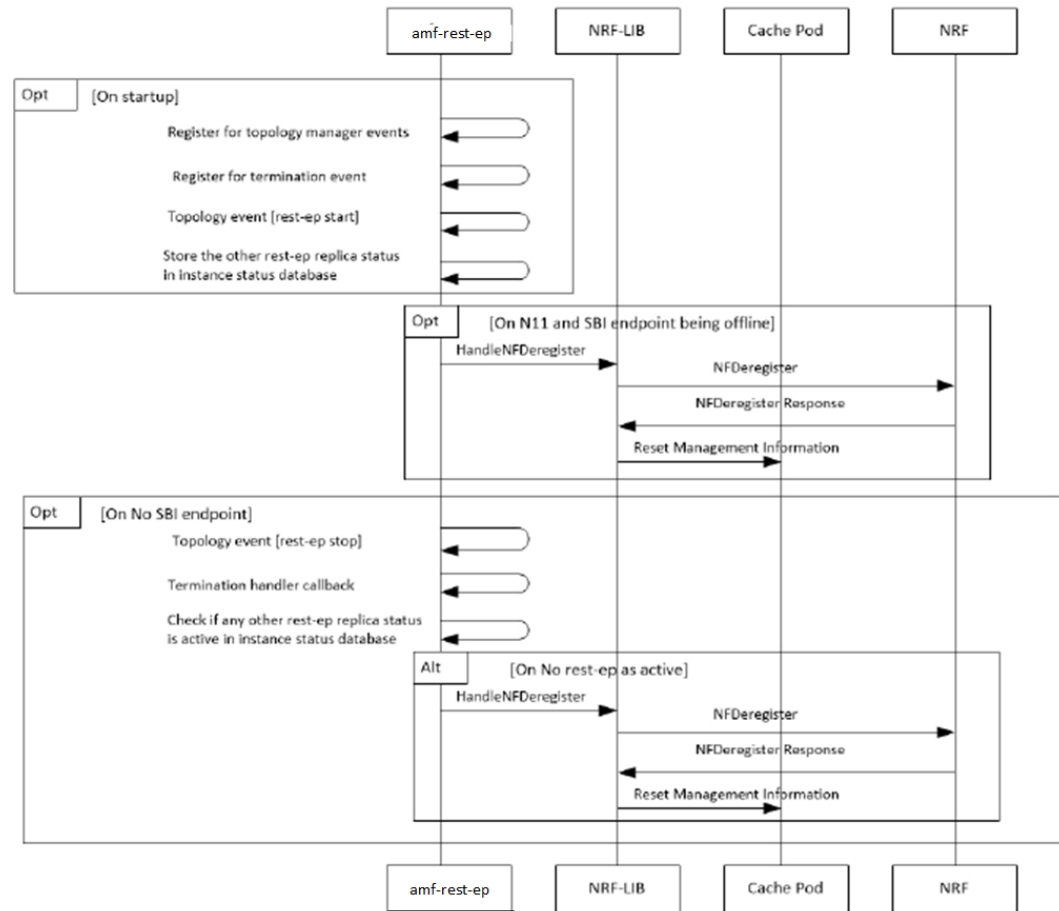 amf-rest-ep
NRF-LIB
Cache Pod
NRF
Opt
[On startup]
Register for topology manager events
Register for termination event
Topology event [rest-ep start]
Store the other rest-ep replica status
in instance status database
Opt
[On N11 and SBI endpoint being offline]
HandleNFDeregister
NFDeregister
NFDeregister Response
Reset Management Information
Opt
[On No SBI endpoint]
Topology event [rest-ep stop]
Termination handler callback
Check if any other rest-ep replica status
is active in instance status database
Alt
[On No rest-ep as active]
HandleNFDeregister
NFDeregister
NFDeregister Response
Reset Management Information
amf-rest-ep
NRF-LIB
Cache Pod
NRF